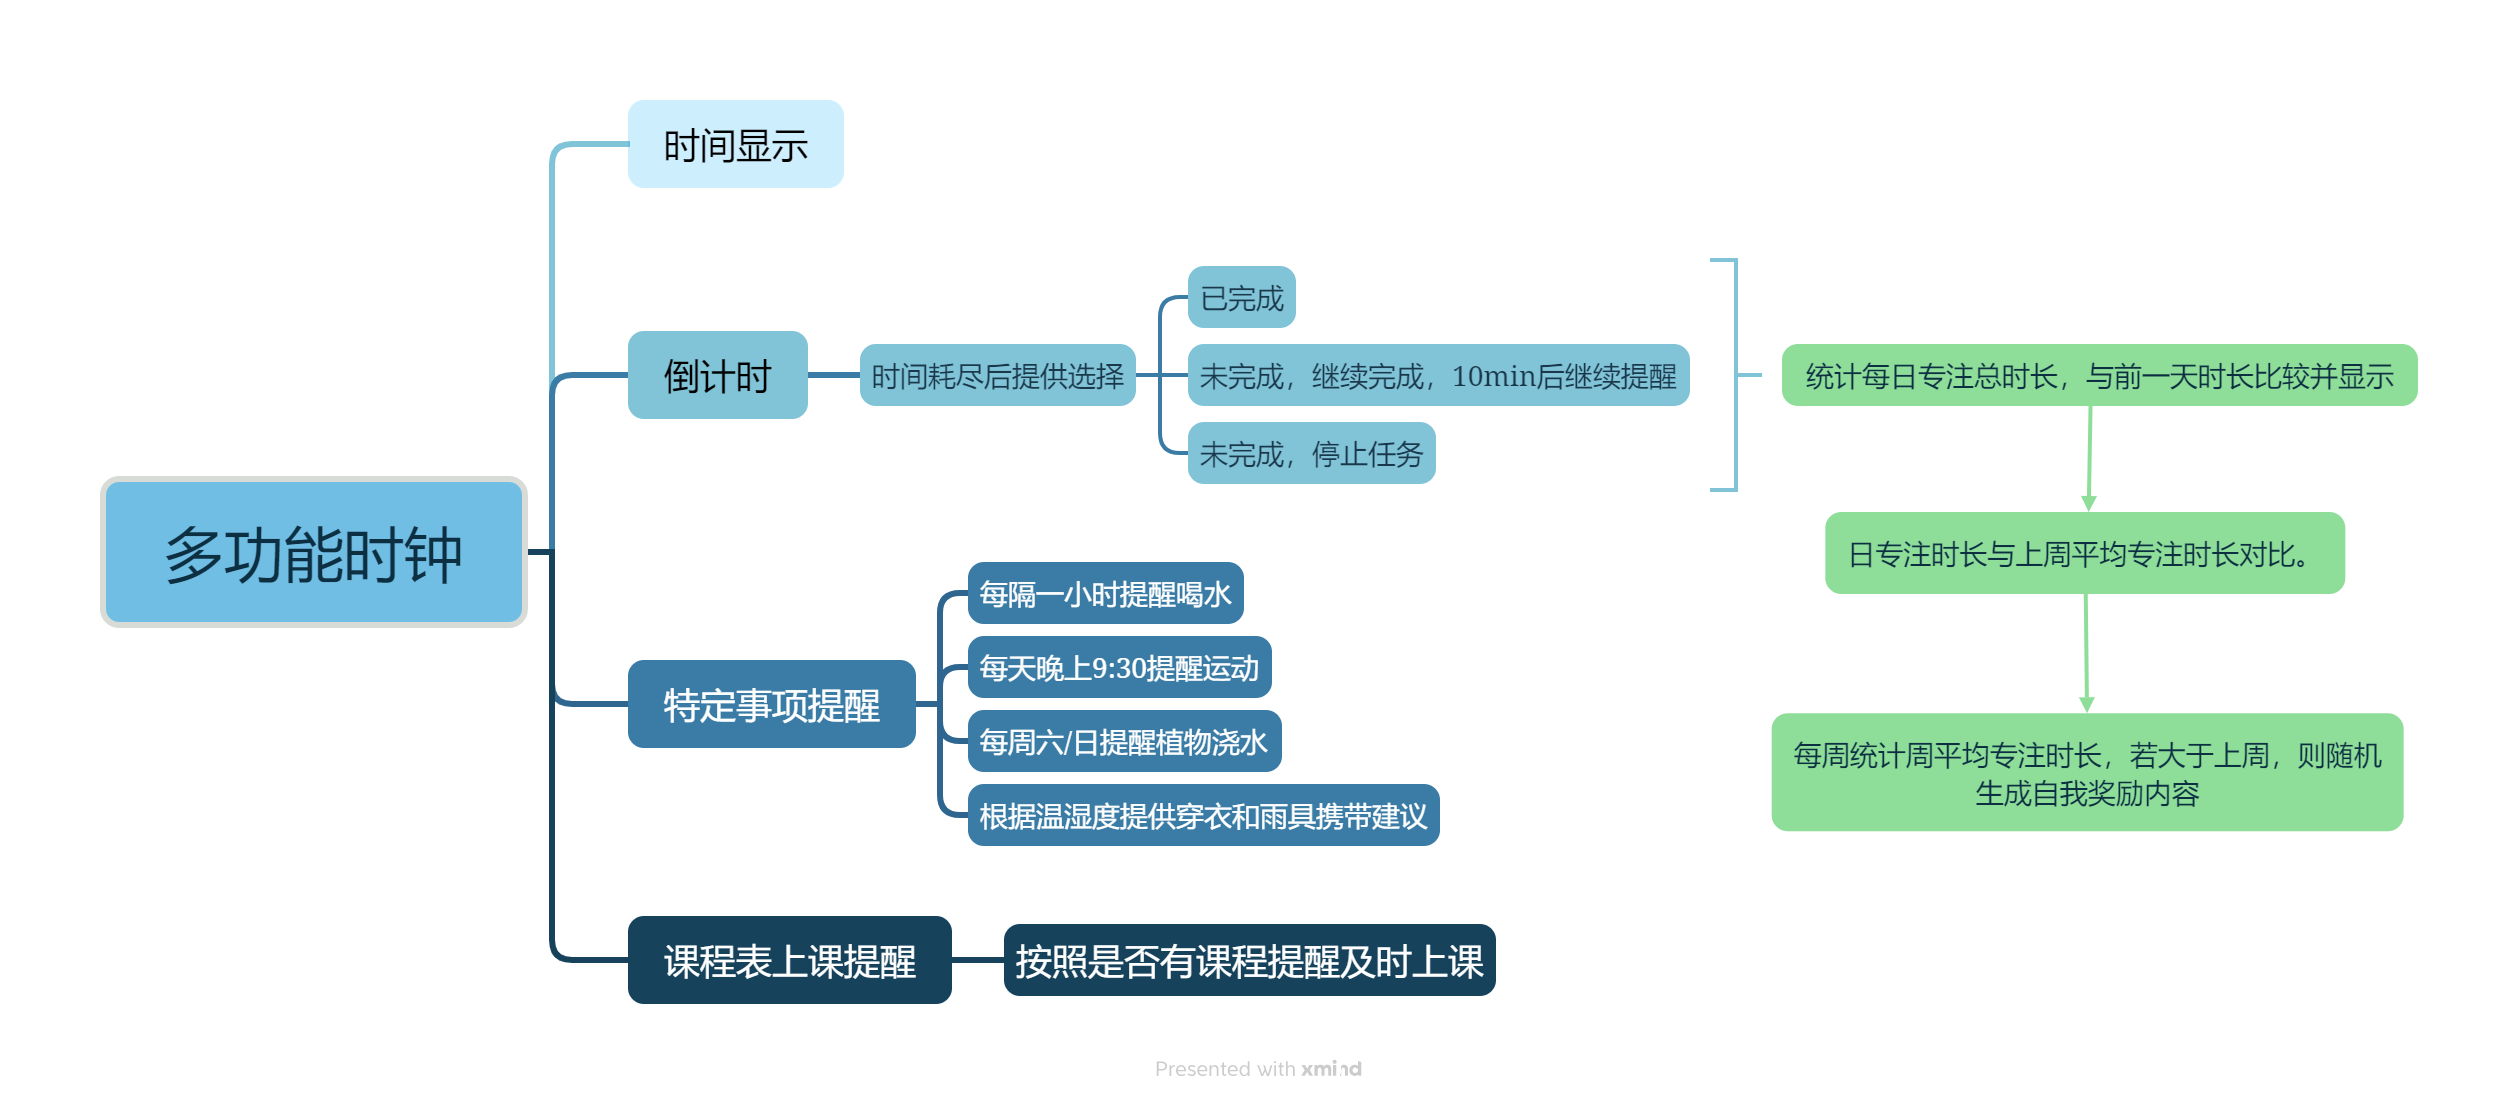 多功能时钟
时间显示
倒计时
时间耗尽后提供选择
已完成
未完成，继续完成，10min后继续提醒
未完成，停止任务
统计每日专注总时长，与前一天时长比较并显示
日专注时长与上周平均专注时长对比。
每周统计周平均专注时长，若大于上周，则随机
生成自我奖励内容
特定事项提醒
每隔一小时提醒喝水
每天晚上9:30提醒运动
每周六/日提醒植物浇水
根据温湿度提供穿衣和雨具携带建议
课程表上课提醒
按照是否有课程提醒及时上课
Presented with xmind